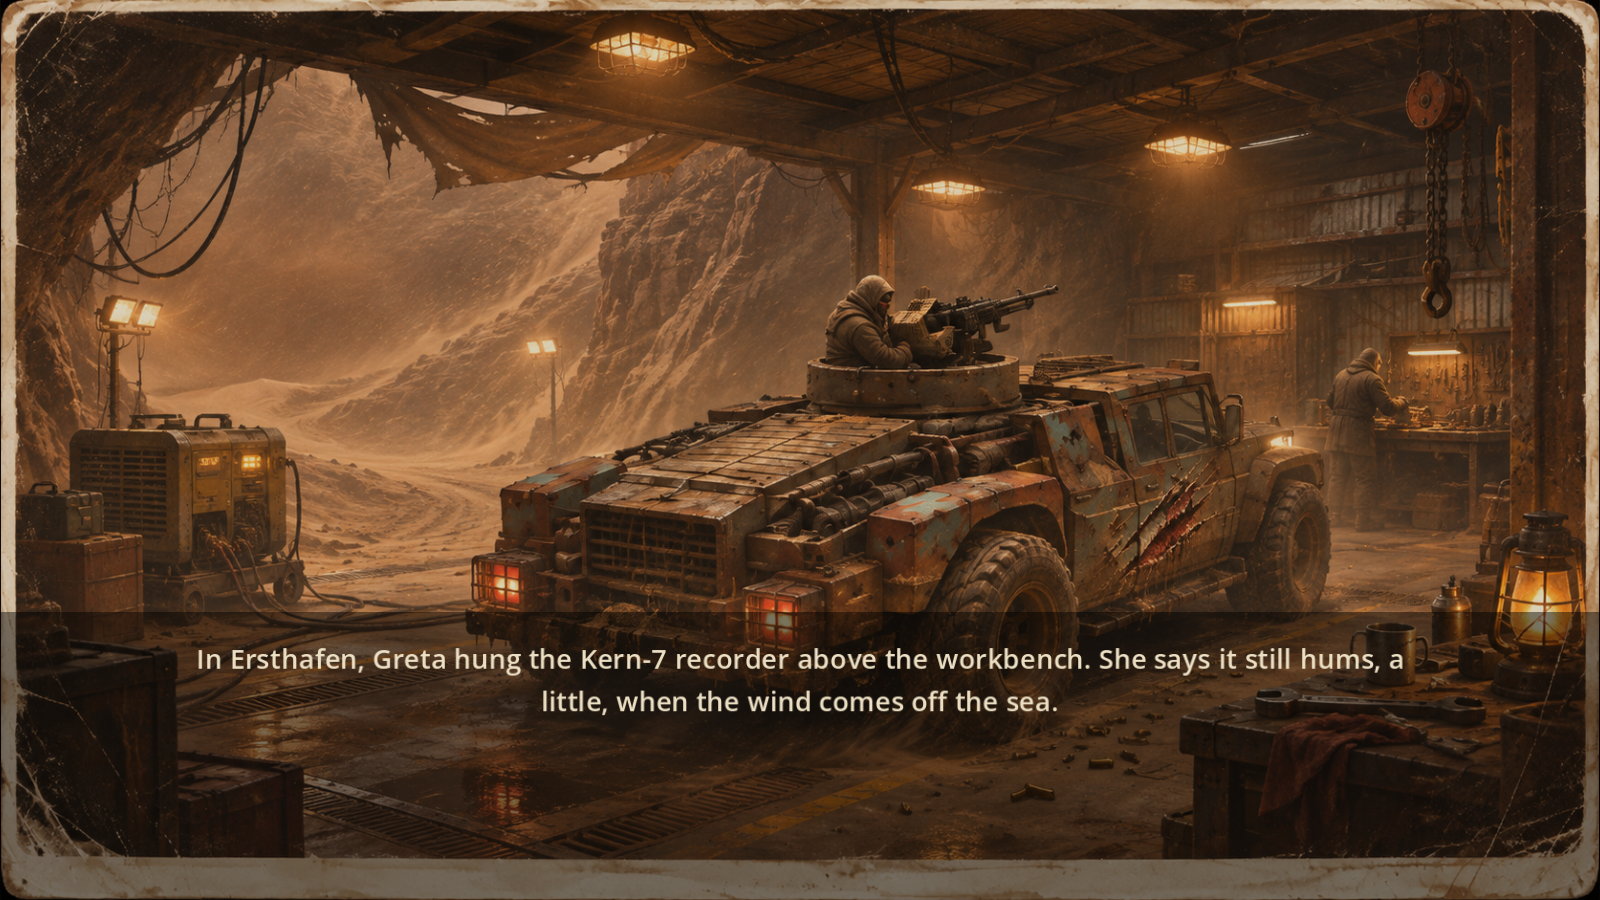 In Ersthafen, Greta hung the Kern-7 recorder above the workbench. She says it still hums, a
little, when the wind comes off the sea.